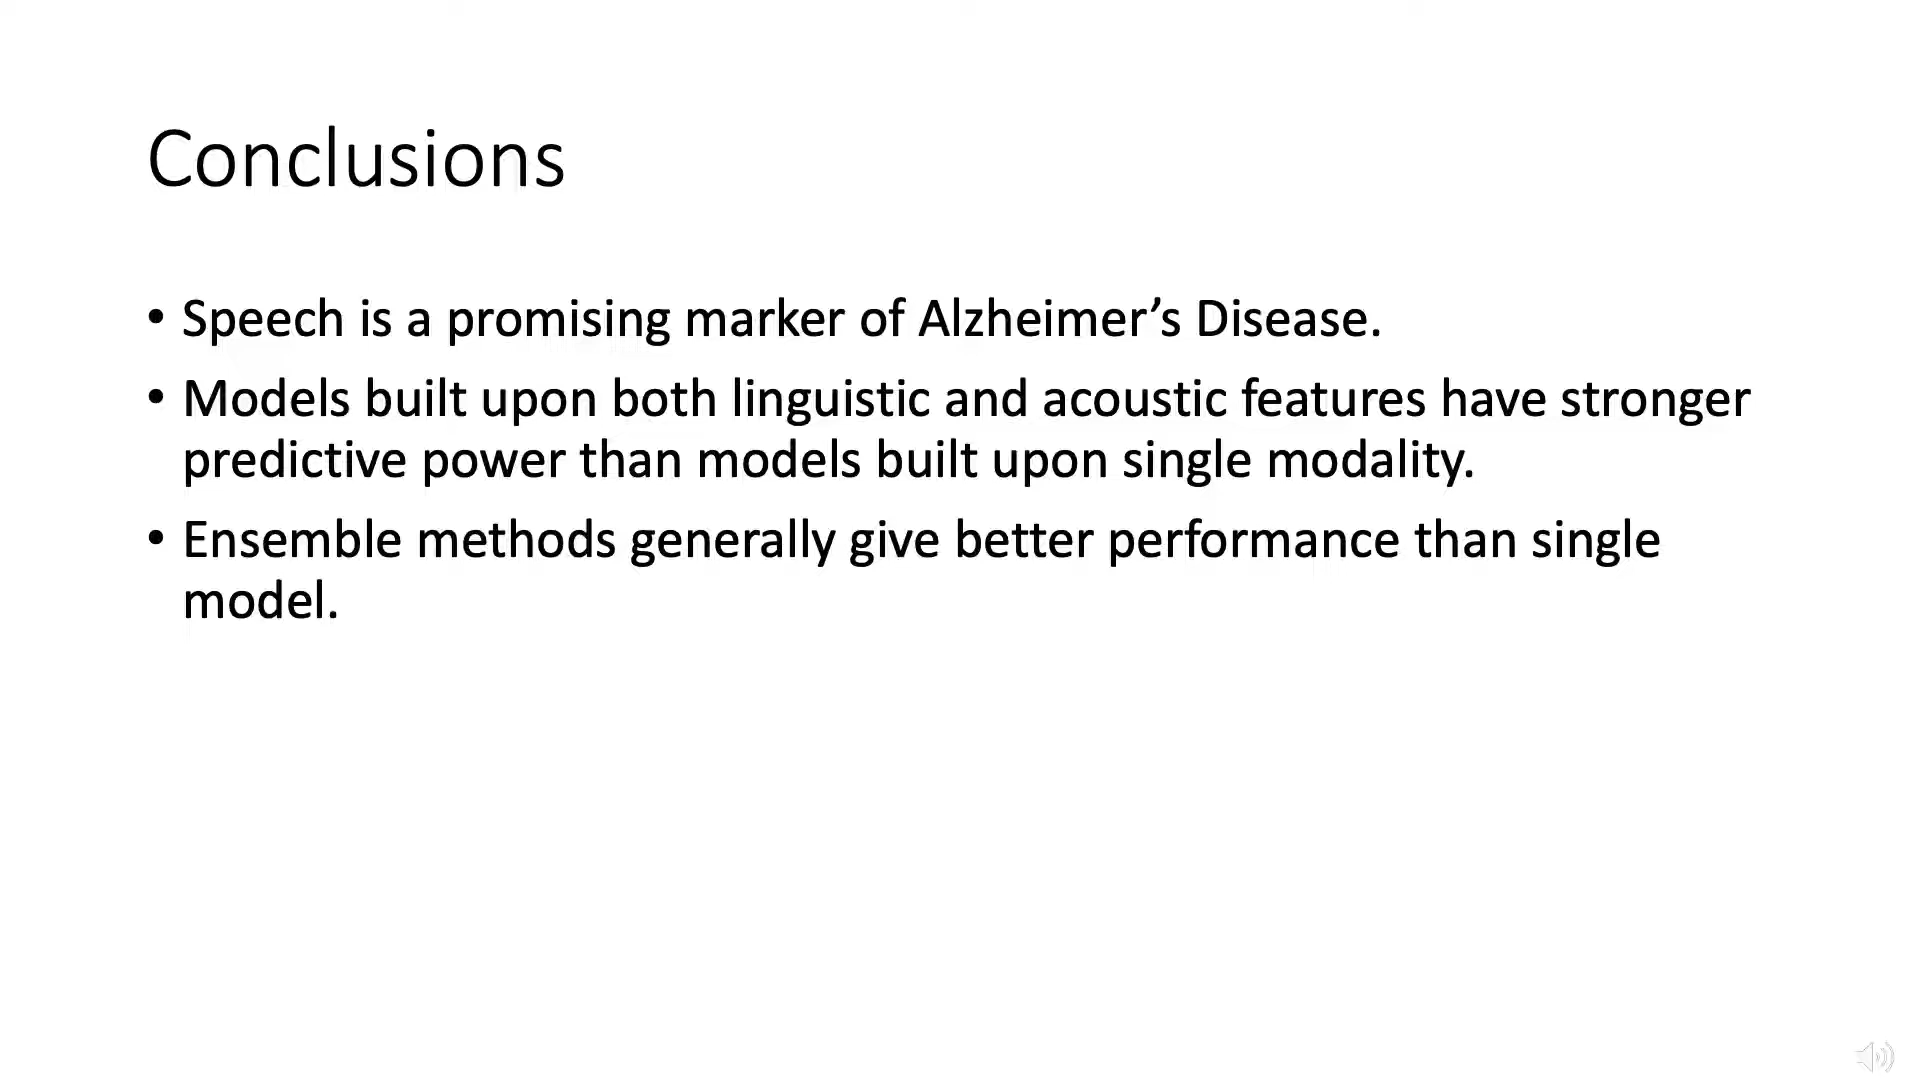 Conclusions
• Speech is a promising marker of Alzheimer’s Disease.
• Models built upon both linguistic and acoustic features have stronger
predictive power than models built upon single modality.
• Ensemble methods generally give better performance than single
model.